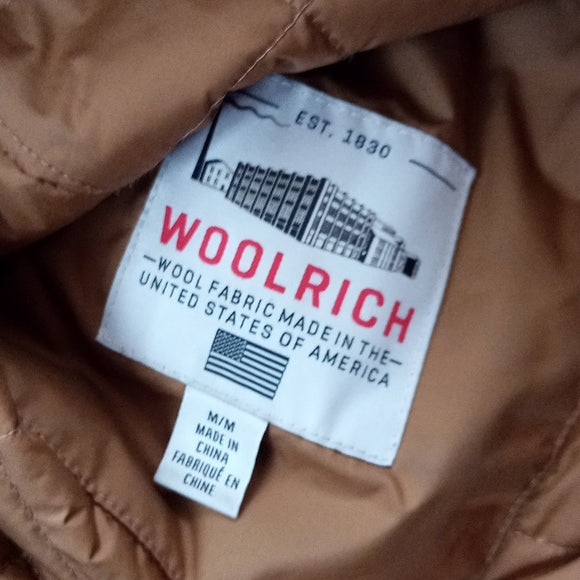 EST. 1830
WOOLRICH
—WOOL FABRIC MADE IN THE—
UNITED STATES OF AMERICA
M/M
MADE IN
CHINA
FABRIQUÉ EN
CHINE